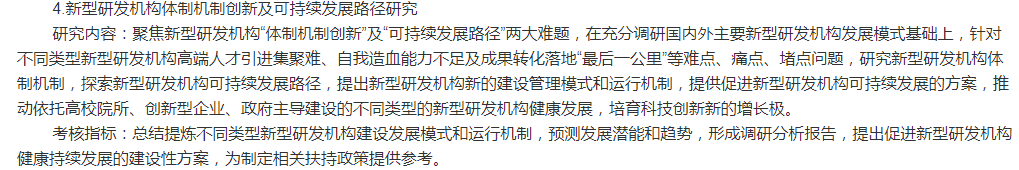 4.新型研发机构体制机制创新及可持续发展路径研究
研究内容：聚焦新型研发机构“体制机制创新”及“可持续发展路径”两大难题，在充分调研国内外主要新型研发机构发展模式基础上，针对
不同类型新型研发机构高端人才引进集聚难、自我造血能力不足及成果转化落地“最后一公里”等难点、痛点、堵点问题，研究新型研发机构体
制机制，探索新型研发机构可持续发展路径，提出新型研发机构新的建设管理模式和运行机制，提供促进新型研发机构可持续发展的方案，推
动依托高校院所、创新型企业、政府主导建设的不同类型的新型研发机构健康发展，培育科技创新新的增长极。
考核指标：总结提炼不同类型新型研发机构建设发展模式和运行机制，预测发展潜能和趋势，形成调研分析报告，提出促进新型研发机构
健康持续发展的建设性方案，为制定相关扶持政策提供参考。